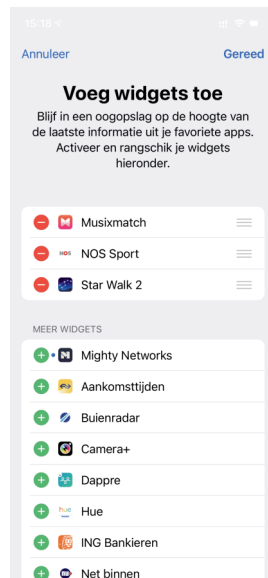 15:18
Annuleer
Gereed
Voeg widgets toe
Blijf in een oogopslag op de hoogte van
de laatste informatie uit je favoriete apps.
Activeer en rangschik je widgets
hieronder.
Musixmatch
NOS NOS Sport
Star Walk 2
MEER WIDGETS
Mighty Networks
Aankomsttijden
Buienradar
Camera+
Dappre
hue Hue
ING Bankieren
Net binnen